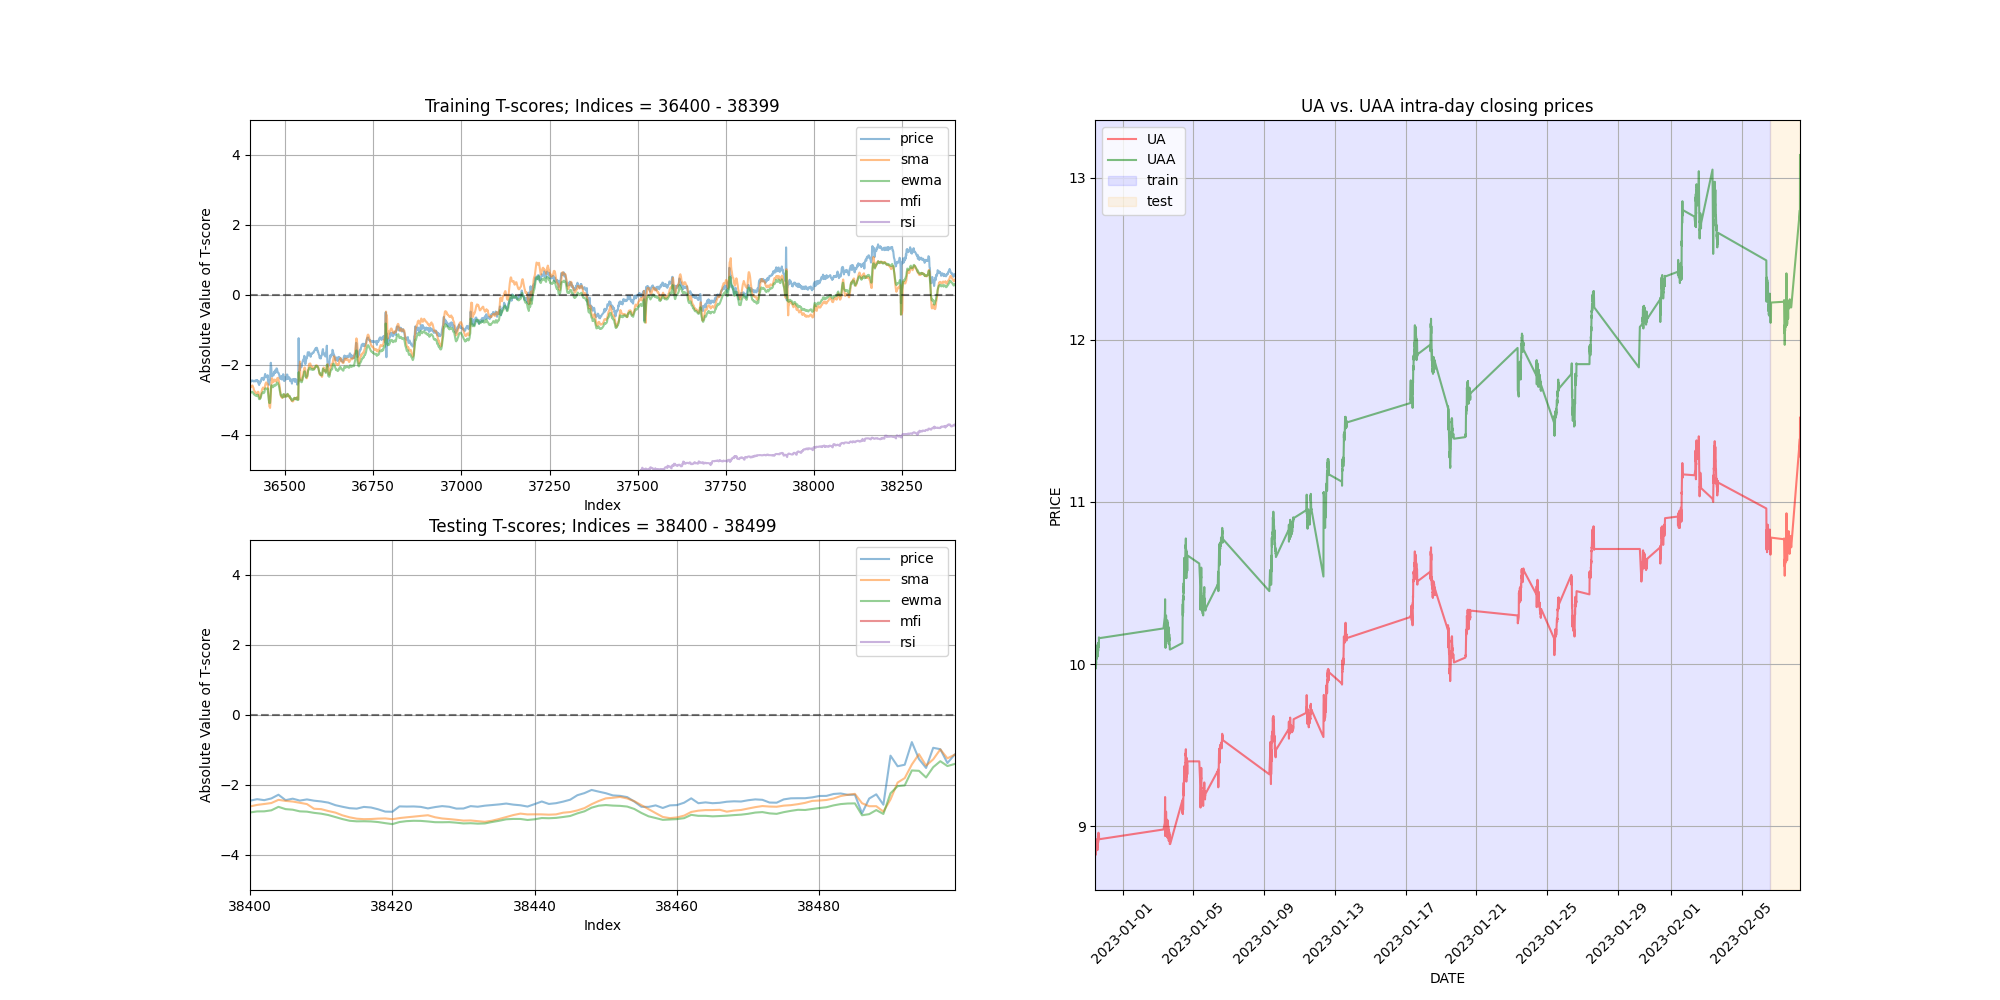 Training T-scores; Indices = 36400 - 38399
Absolute Value of T-score
4
2
0
−2
−4
price
sma
ewma
mfi
rsi
36500
36750
37000
37250
37500
37750
38000
38250
Index
Testing T-scores; Indices = 38400 - 38499
Absolute Value of T-score
4
2
0
−2
−4
price
sma
ewma
mfi
rsi
38400
38420
38440
38460
38480
Index
UA vs. UAA intra-day closing prices
UA
UAA
train
test
PRICE
13
12
11
10
9
2023-01-01
2023-01-05
2023-01-09
2023-01-13
2023-01-17
2023-01-21
2023-01-25
2023-01-29
2023-02-01
2023-02-05
DATE